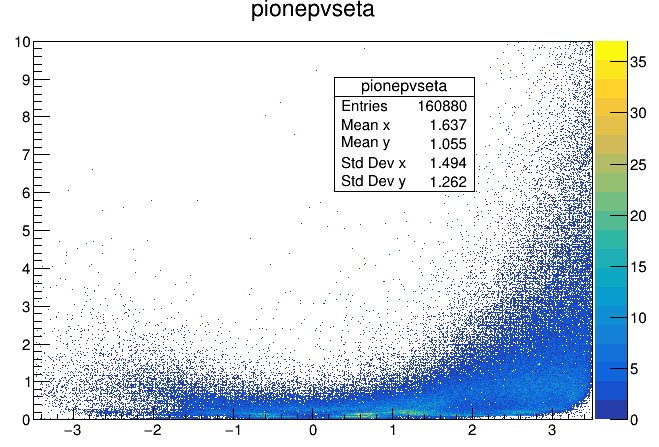 pionepvseta
pionepvseta
Entries 160880
Mean x 1.637
Mean y 1.055
Std Dev x 1.494
Std Dev y 1.262
10
9
8
7
6
5
4
3
2
1
0
−3 −2 −1 0 1 2 3
35
30
25
20
15
10
5
0